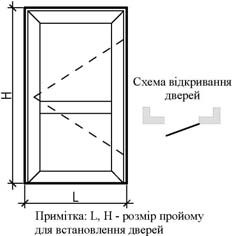 H
Схема відкривання
дверей
L
Примітка: L, H - розмір пройому
для встановлення дверей